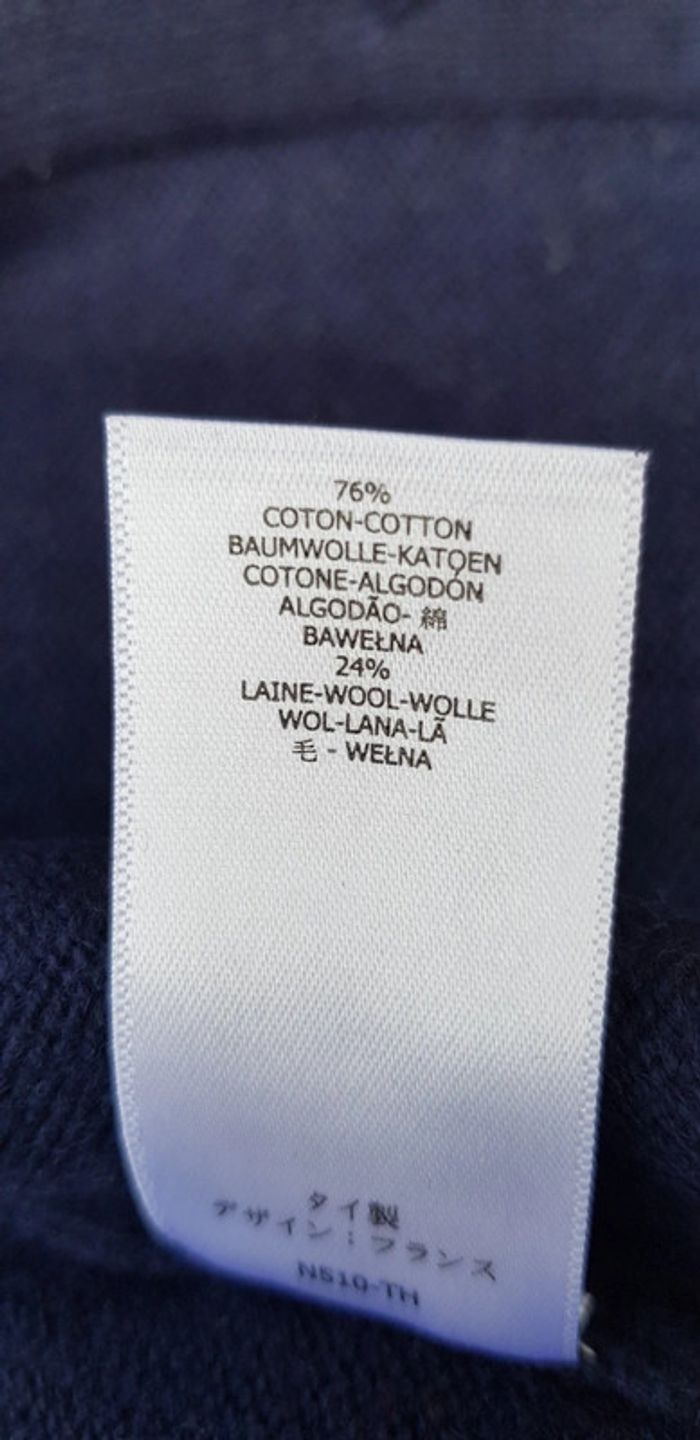 76%
COTON-COTTON
BAUMWOLLE-KATOEN
COTONE-ALGODÓN
ALGODÃO- 綿
BAWEŁNA
24%
LAINE-WOOL-WOLLE
WOL-LANA-LÃ
毛 - WEŁNA
タイ製
デザイン：フランス
N510-TH